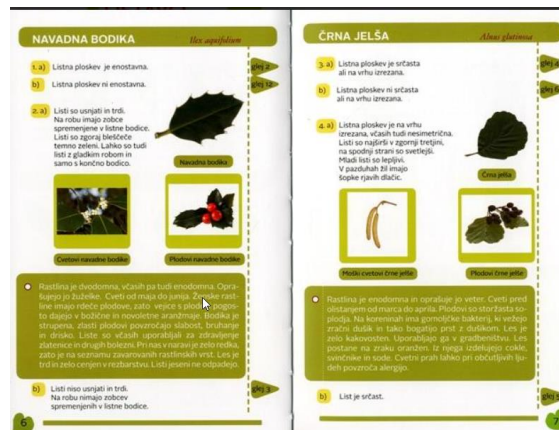 NAVADNA BODIKA
Ilex aquifolium
1. a) Listna ploskev je enostavna.
glej 2
b) Listna ploskev ni enostavna.
glej 12
2. a) Listi so usnjati in trdi.
Na robu imajo zobce
spremenjene v listne bodice.
Listi so zgoraj bleščeče
temno zeleni. Lahko so tudi
listi z gladkim robom in
samo s končno bodico.
Navadna bodika
Cvetovi navadne bodike
Plodovi navadne bodike
Rastlina je dvodomna, včasih pa tudi enodomna. Opra-
šujejo jo žuželke. Cveti od maja do junija. Ženske rast-
line imajo rdeče plodove, zato vejice s plodovi pogos-
to dajejo v božične in novoletne aranžmaje. Bodika je
strupena, zlasti plodovi povzročajo slabost, bruhanje
in drisko. Liste so včasih uporabljali za zdravljenje
zlatenice in drugih bolezni. Pri nas v naravi je zelo redka,
zato je na seznamu zavarovanih rastlinskih vrst. Les je
trd in zelo cenjen v rezbarstvu. Listi jeseni ne odpadejo.
b) Listi niso usnjati in trdi.
Na robu nimajo zobcev
spremenjenih v listne bodice.
glej 3
6
ČRNA JELŠA
Alnus glutinosa
3. a) Listna ploskev je srčasta
ali na vrhu izrezana.
glej
b) Listna ploskev ni srčasta
ali na vrhu izrezana.
glej
4. a) Listna ploskev je na vrhu
izrezana, včasih tudi nesimetrična.
Listi so najširši v zgornji tretjini,
na spodnji strani so svetlejši.
Mladi listi so lepljivi.
V pazduhah žil imajo
šopke rjavih dlačic.
Črna jelša
Moški cvetovi črne jelše
Plodovi črne jelše
Rastlina je enodomna in oprašuje jo veter. Cveti pred
olistanjem od marca do aprila. Plodovi so storžasta so-
plodja. Na koreninah ima gomoljčke bakterij, ki vežejo
zračni dušik in tako bogatijo prst z dušikom. Les je
zelo kakovosten. Uporabljajo ga v gradbeništvu. Les
postane na zraku oranžen. Iz njega izdelujejo cokle,
svinčnike in sode. Cvetni prah lahko pri občutljivih lju-
deh povzroča alergijo.
b) List je srčast.
glej
7